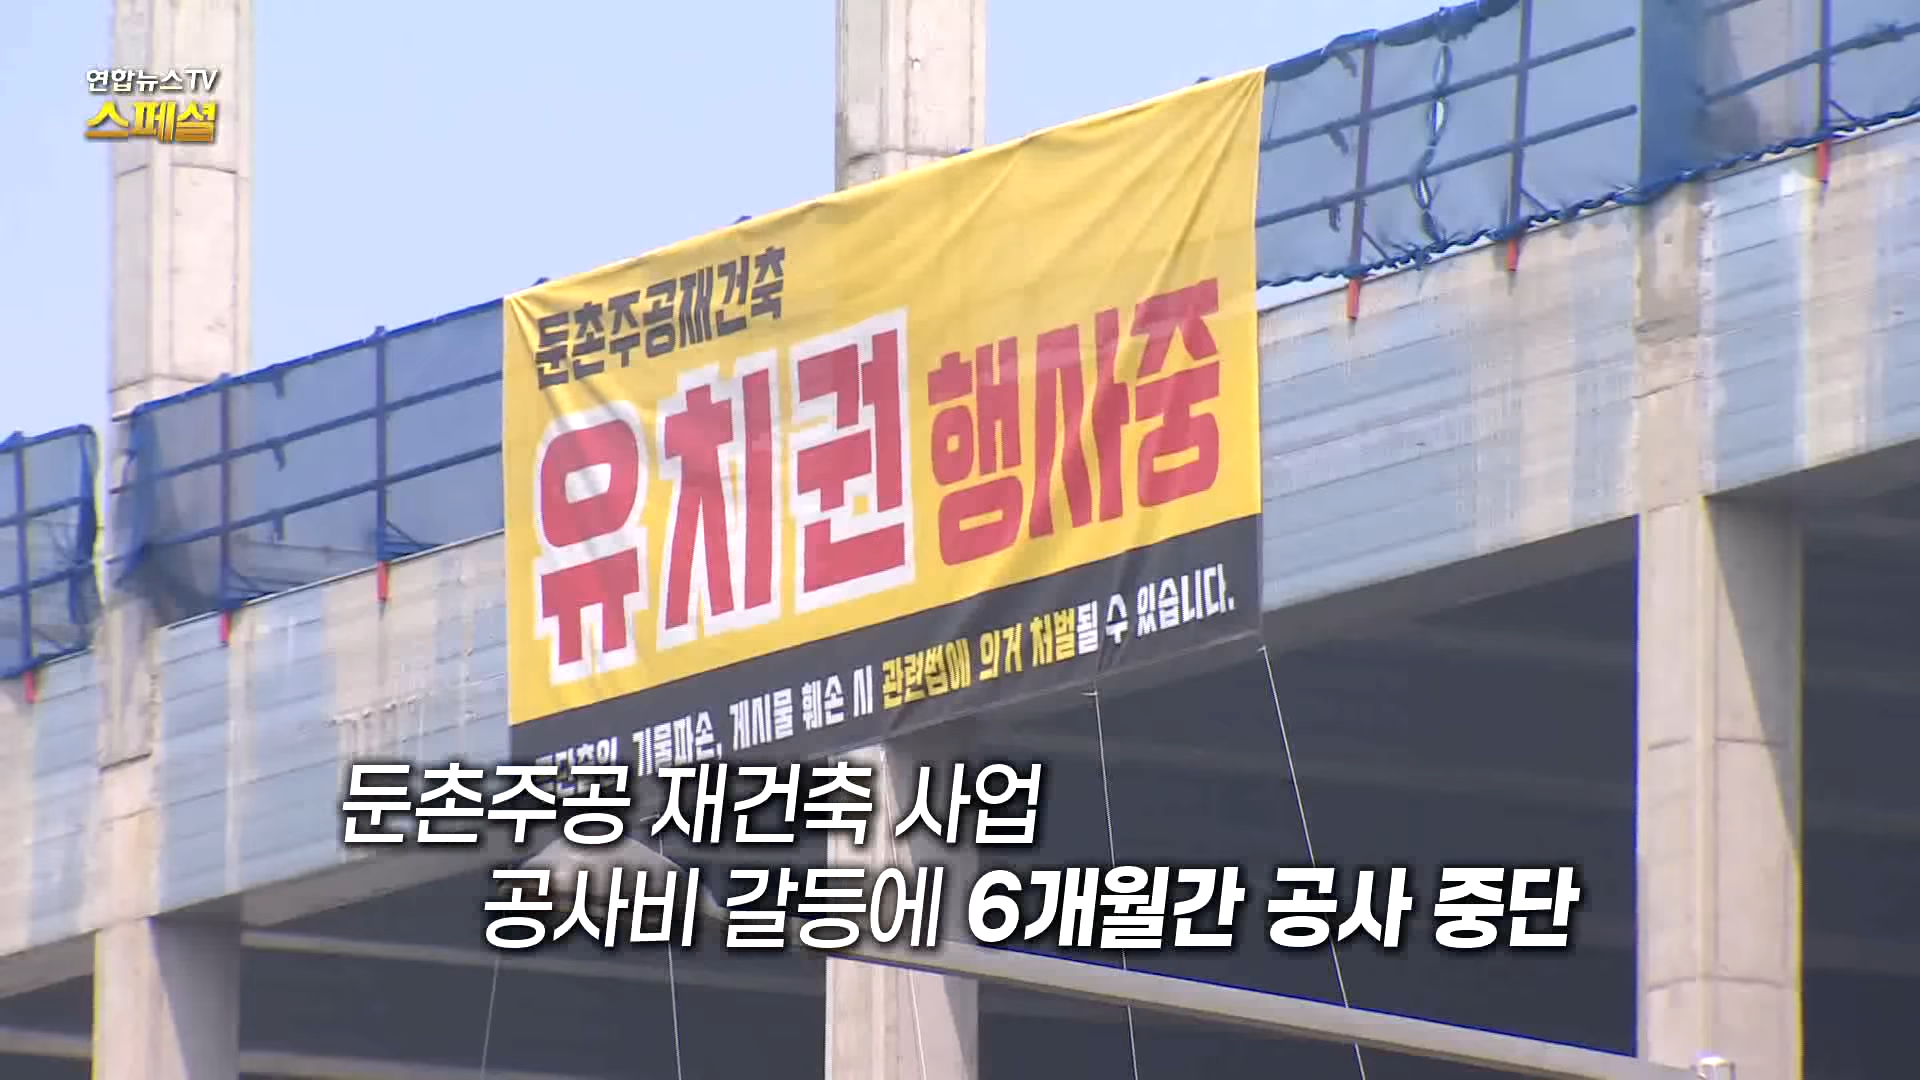 연합뉴스TV
스페셜
둔촌주공재건축
유치권 행사중
기물파손, 게시물 훼손 시 관련법에 의거 처벌될 수 있습니다.
둔촌주공 재건축 사업
공사비 갈등에 6개월간 공사 중단